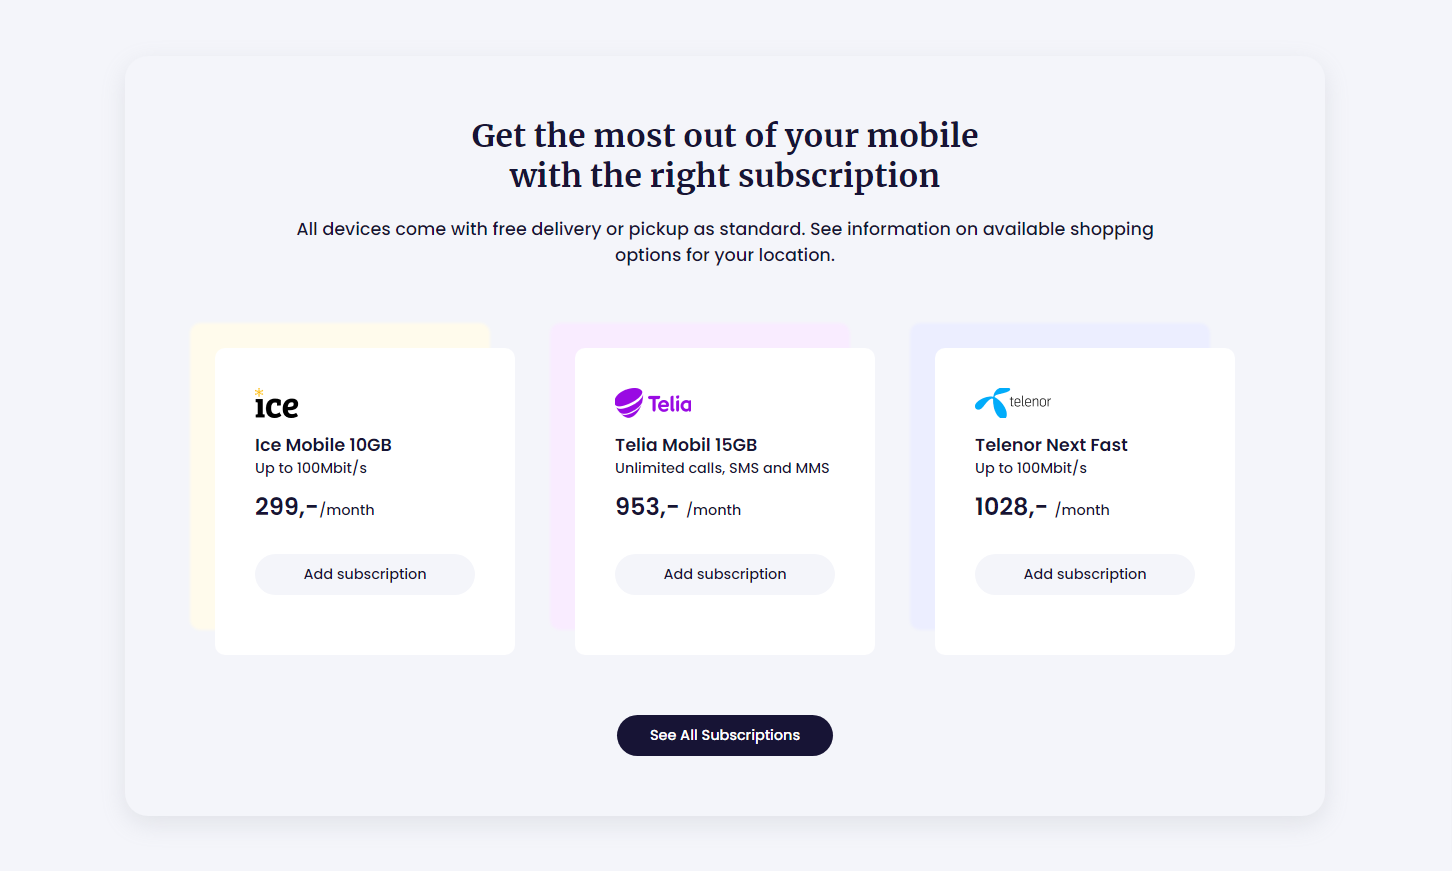 Get the most out of your mobile
with the right subscription
All devices come with free delivery or pickup as standard. See information on available shopping
options for your location.
ice
Ice Mobile 10GB
Up to 100Mbit/s
299,-/month
Add subscription
Telia
Telia Mobil 15GB
Unlimited calls, SMS and MMS
953,- /month
Add subscription
telenor
Telenor Next Fast
Up to 100Mbit/s
1028,- /month
Add subscription
See All Subscriptions